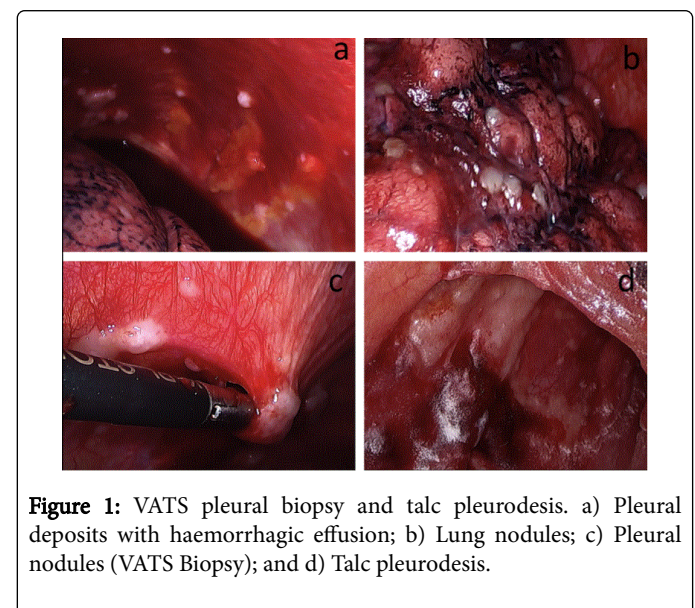 a
b
c
d
Figure 1: VATS pleural biopsy and talc pleurodesis. a) Pleural
deposits with haemorrhagic effusion; b) Lung nodules; c) Pleural
nodules (VATS Biopsy); and d) Talc pleurodesis.